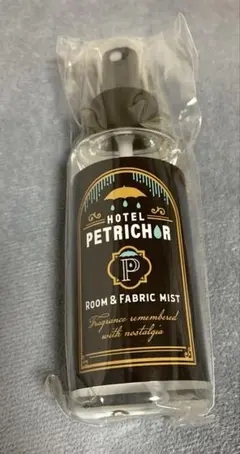 HOTEL
PETRICHOR
P
ROOM & FABRIC MIST
Fragrance remembered
with nostalgia